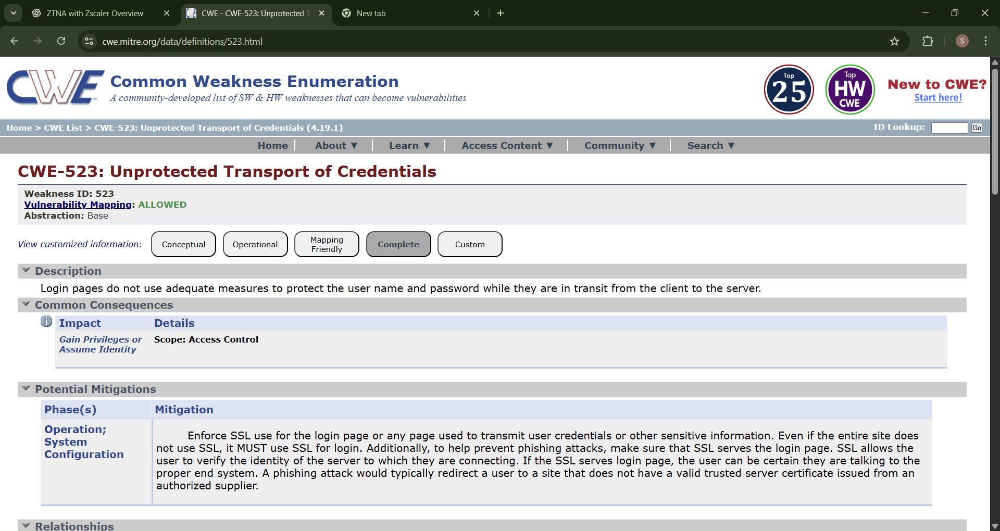 ZTNA with Zscaler Overview
CWE - CWE-523: Unprotected T
New tab
cwe.mitre.org/data/definitions/523.html
S
CWE
Common Weakness Enumeration
A community-developed list of SW & HW weaknesses that can become vulnerabilities
Top
25
Top
HW
CWE
New to CWE?
Start here!
Home > CWE List > CWE-523: Unprotected Transport of Credentials (4.19.1)
ID Lookup:
Go
Home
About ▼
Learn ▼
Access Content ▼
Community ▼
Search ▼
CWE-523: Unprotected Transport of Credentials
Weakness ID: 523
Vulnerability Mapping: ALLOWED
Abstraction: Base
View customized information:
Conceptual
Operational
Mapping
Friendly
Complete
Custom
Description
Login pages do not use adequate measures to protect the user name and password while they are in transit from the client to the server.
Common Consequences
Impact
Details
Gain Privileges or
Assume Identity
Scope: Access Control
Potential Mitigations
Phase(s)
Mitigation
Operation;
System
Configuration
Enforce SSL use for the login page or any page used to transmit user credentials or other sensitive information. Even if the entire site does
not use SSL, it MUST use SSL for login. Additionally, to help prevent phishing attacks, make sure that SSL serves the login page. SSL allows the
user to verify the identity of the server to which they are connecting. If the SSL serves login page, the user can be certain they are talking to the
proper end system. A phishing attack would typically redirect a user to a site that does not have a valid trusted server certificate issued from an
authorized supplier.
Relationships